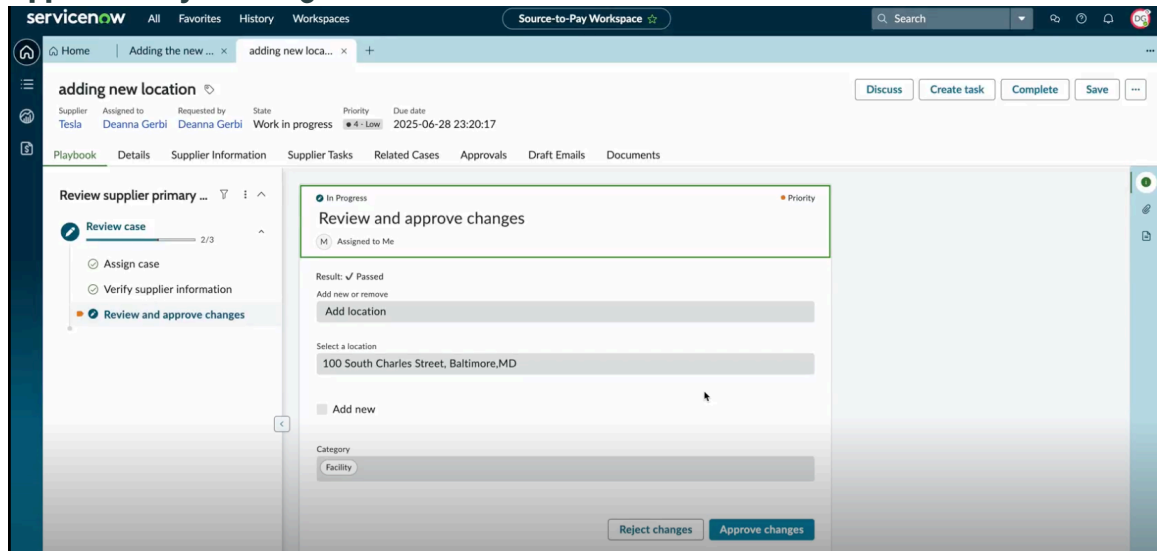 servicenow All Favorites History Workspaces Source-to-Pay Workspace Search DG
Home Adding the new ... × adding new loca... × +
adding new location
Discuss Create task Complete Save
Supplier Assigned to Requested by State Priority Due date
Tesla Deanna Gerbi Deanna Gerbi Work in progress 4 - Low 2025-06-28 23:20:17
Playbook Details Supplier Information Supplier Tasks Related Cases Approvals Draft Emails Documents
Review supplier primary ...
Review case
2/3
Assign case
Verify supplier information
Review and approve changes
In Progress Priority
Review and approve changes
M Assigned to Me
Result: ✓ Passed
Add new or remove
Add location
Select a location
100 South Charles Street, Baltimore,MD
Add new
Category
Facility
Reject changes Approve changes